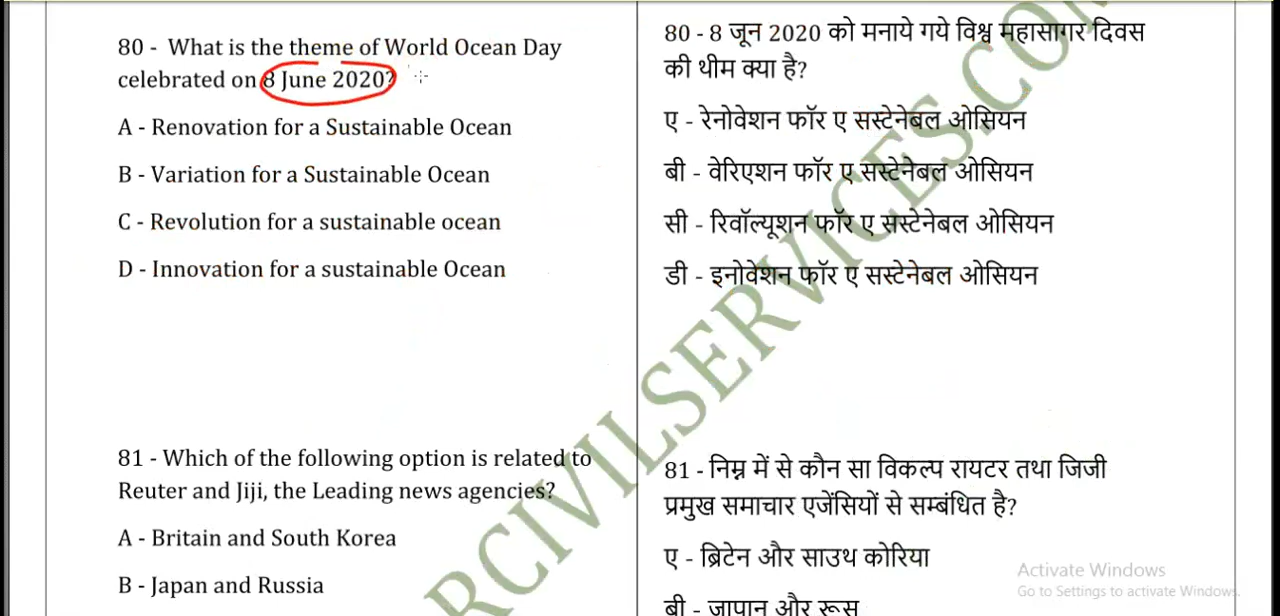 80 - What is the theme of World Ocean Day
celebrated on 8 June 2020?
A - Renovation for a Sustainable Ocean
B - Variation for a Sustainable Ocean
C - Revolution for a sustainable ocean
D - Innovation for a sustainable Ocean
81 - Which of the following option is related to
Reuter and Jiji, the Leading news agencies?
A - Britain and South Korea
B - Japan and Russia
80 - 8 जून 2020 को मनाये गये विश्व महासागर दिवस
की थीम क्या है?
ए - रेनोवेशन फॉर ए सस्टेनेबल ओसियन
बी - वेरिएशन फॉर ए सस्टेनेबल ओसियन
सी - रिवॉल्यूशन फॉर ए सस्टेनेबल ओसियन
डी - इनोवेशन फॉर ए सस्टेनेबल ओसियन
81 - निम्न में से कौन सा विकल्प रायटर तथा जिजी
प्रमुख समाचार एजेंसियों से सम्बंधित है?
ए - ब्रिटेन और साउथ कोरिया
बी - जापान और रूस
RCIVILSERVICES.COM
Activate Windows
Go to Settings to activate Windows.